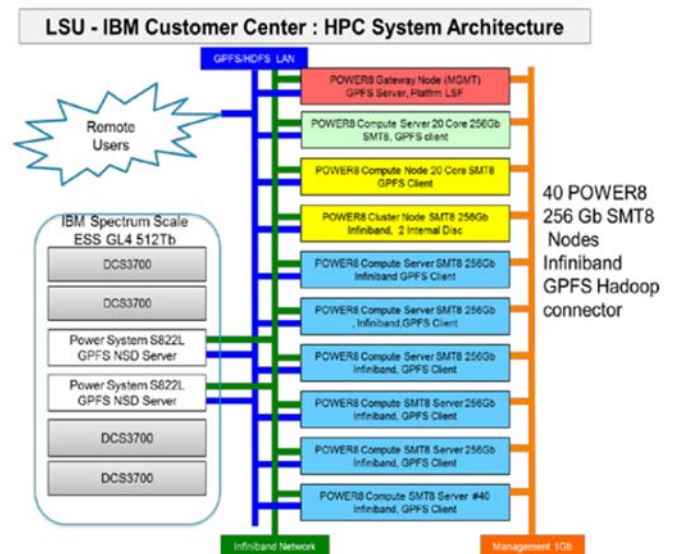 LSU - IBM Customer Center : HPC System Architecture
GPFS/HDFS LAN
Remote
Users
IBM Spectrum Scale
ESS GL4 512Tb
DCS3700
DCS3700
Power System S822L
GPFS NSD Server
Power System S822L
GPFS NSD Server
DCS3700
DCS3700
POWER8 Gateway Node (MGMT)
GPFS Server, Platfrm LSF
POWER8 Compute Server 20 Core 256Gb
SMT8, GPFS client
POWER8 Compute Node 20 Core SMT8
GPFS Client
POWER8 Cluster Node SMT8 256Gb
Infiniband, 2 Internal Disc
POWER8 Compute Server SMT8 256Gb
Infiniband GPFS Client
POWER8 Compute Server SMT8 256Gb
, Infiniband,GPFS Client
POWER8 Compute Server SMT8 256Gb
Infiniband, GPFS Client
POWER8 Compute SMT8 Server 256Gb
Infiniband, GPFS Client
POWER8 Compute SMT8 Server 256Gb
Infiniband, GPFS Client
POWER8 Compute SMT8 Server #40
Infiniband, GPFS Client
40 POWER8
256 Gb SMT8
Nodes
Infiniband
GPFS Hadoop
connector
Infiniband Network
Management 1Gb